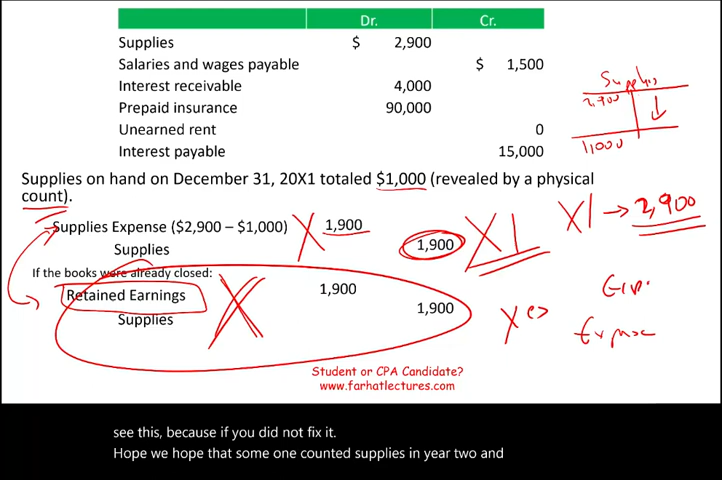 Dr. Cr.
Supplies $ 2,900
Salaries and wages payable $ 1,500
Interest receivable 4,000
Prepaid insurance 90,000
Unearned rent 0
Interest payable 15,000
Supplies
2,900
1,000
Supplies on hand on December 31, 20X1 totaled $1,000 (revealed by a physical
count).
Supplies Expense ($2,900 – $1,000) 1,900
Supplies 1,900
X1
X1 → 2,900
If the books were already closed:
Retained Earnings 1,900
Supplies 1,900
Yes
Exp.
Expense
Student or CPA Candidate?
www.farhatlectures.com
see this, because if you did not fix it.
Hope we hope that some one counted supplies in year two and